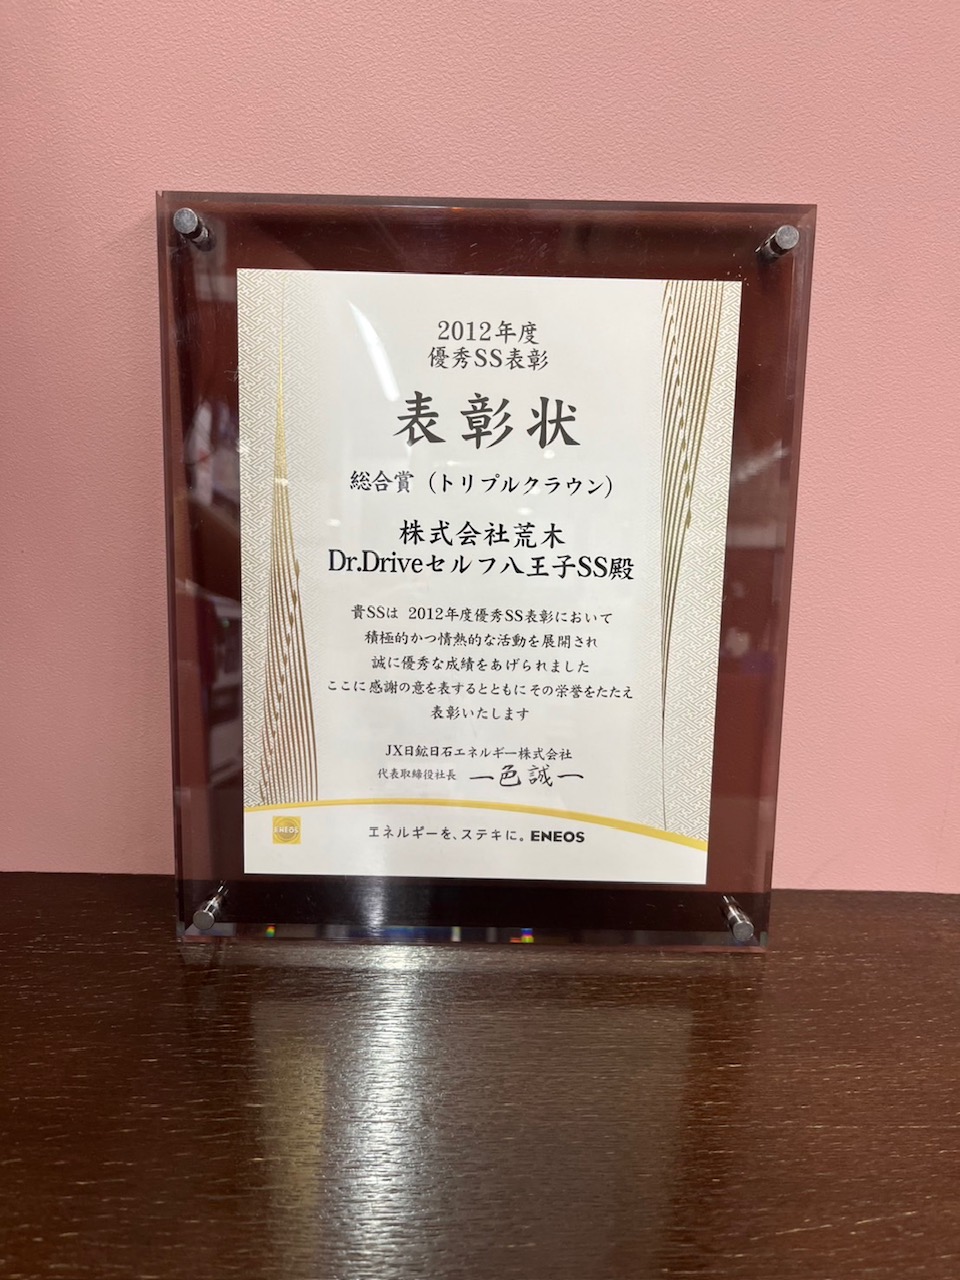 2012年度
優秀SS表彰
表彰状
総合賞（トリプルクラウン）
株式会社荒木
Dr.Driveセルフ八王子SS殿
貴SSは 2012年度優秀SS表彰において
積極的かつ情熱的な活動を展開され
誠に優秀な成績をあげられました
ここに感謝の意を表するとともにその栄誉をたたえ
表彰いたします
JX日鉱日石エネルギー株式会社
代表取締役社長 一色誠一
ENEOS
エネルギーを、ステキに。ENEOS